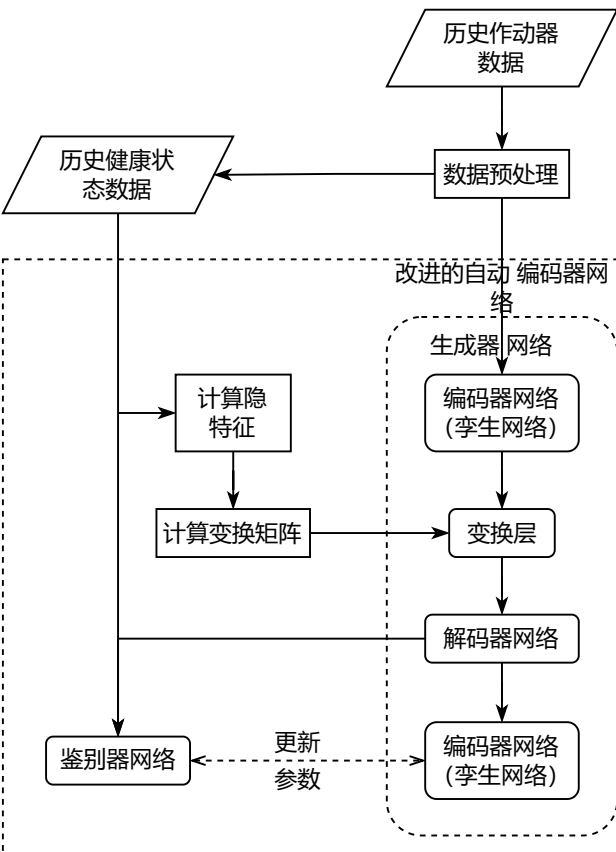 历史作动器
数据
历史健康状
态数据
数据预处理
改进的自动 编码器网
络
生成器 网络
计算隐
特征
编码器网络
(孪生网络)
计算变换矩阵
变换层
解码器网络
鉴别器网络
更新
参数
编码器网络
(孪生网络)